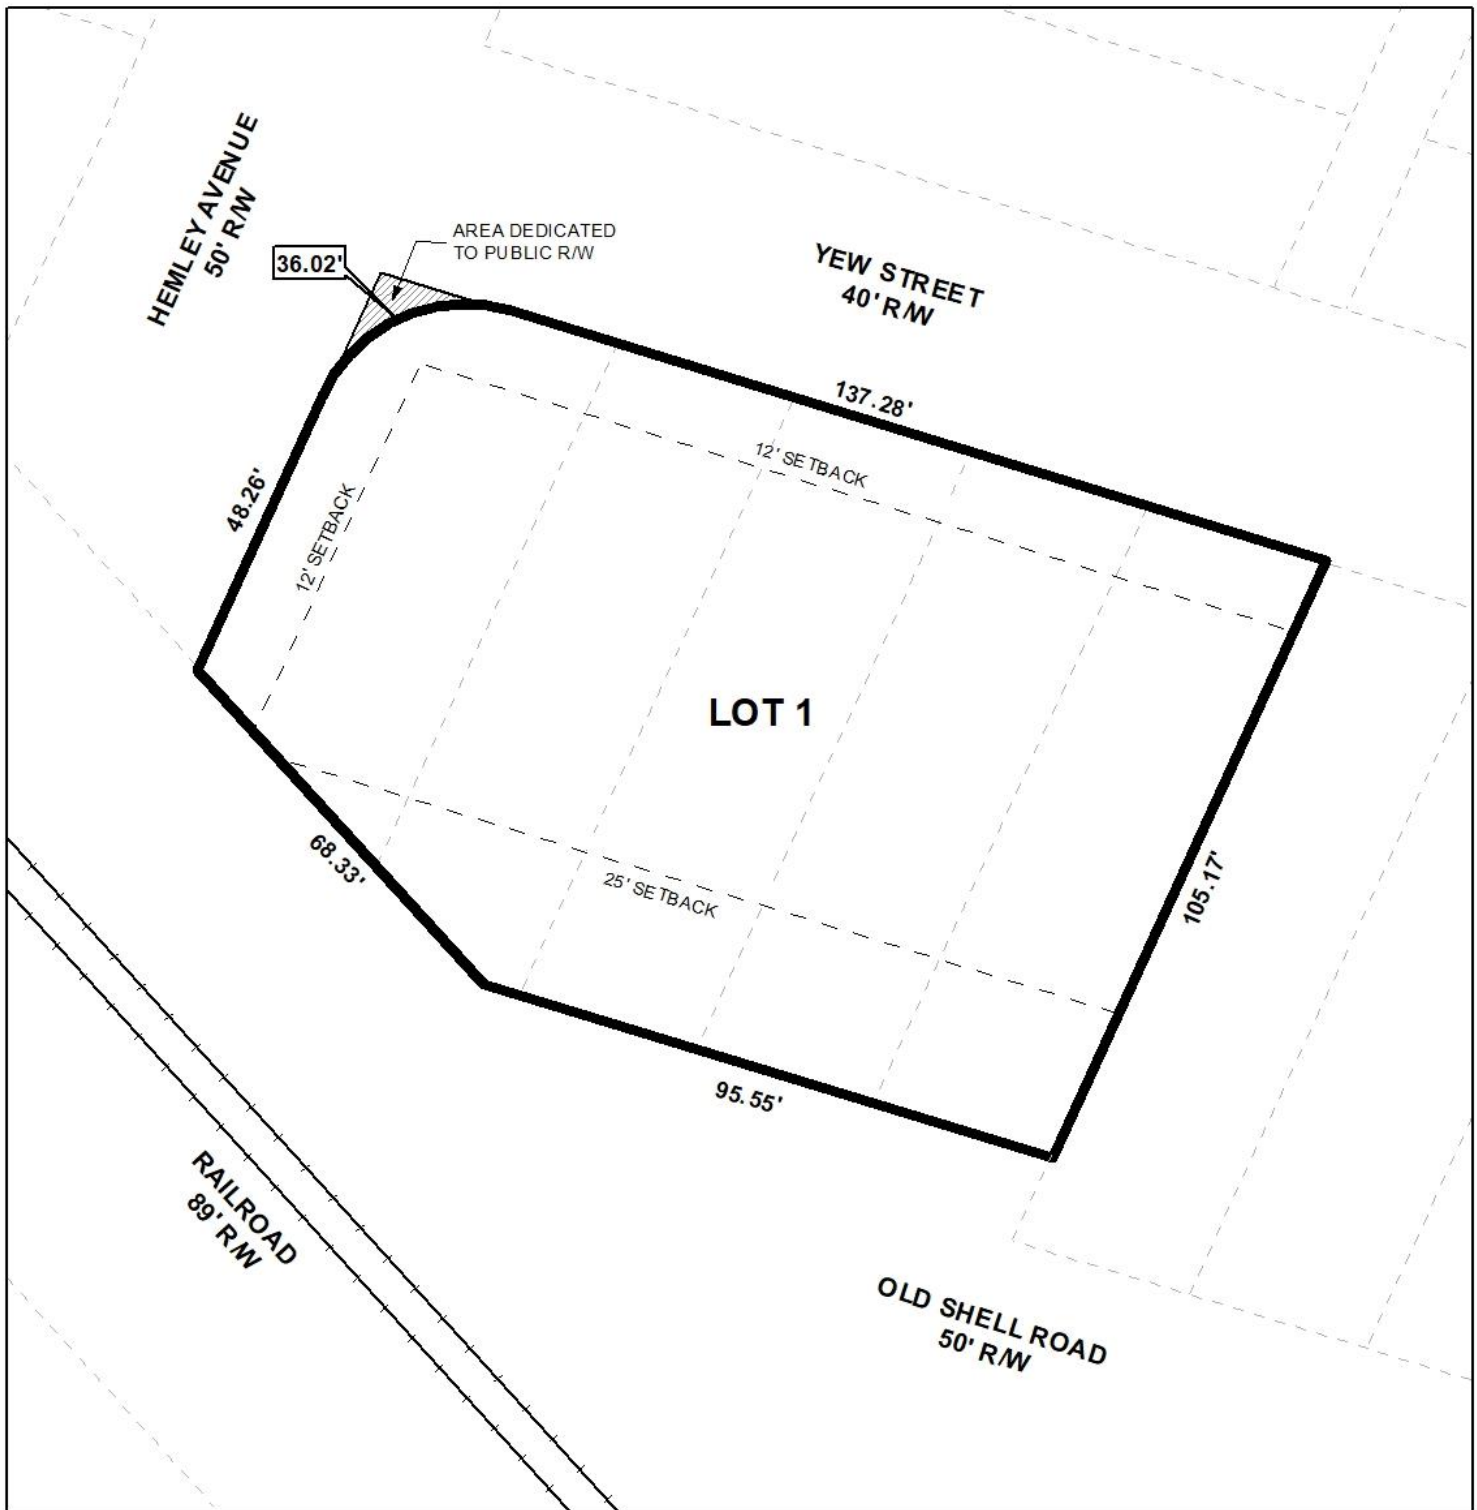 HEMLEY AVENUE
50' R/W
36.02'
AREA DEDICATED
TO PUBLIC R/W
YEW STREET
40' R/W
137.28'
12' SETBACK
48.26'
12' SETBACK
LOT 1
68.33'
25' SETBACK
105.17'
95.55'
RAILROAD
89' R/W
OLD SHELL ROAD
50' R/W